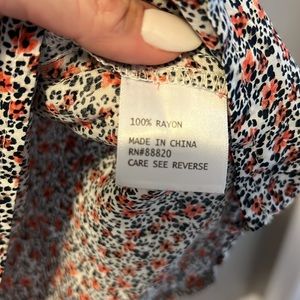 100% RAYON
MADE IN CHINA
RN#88820
CARE SEE REVERSE